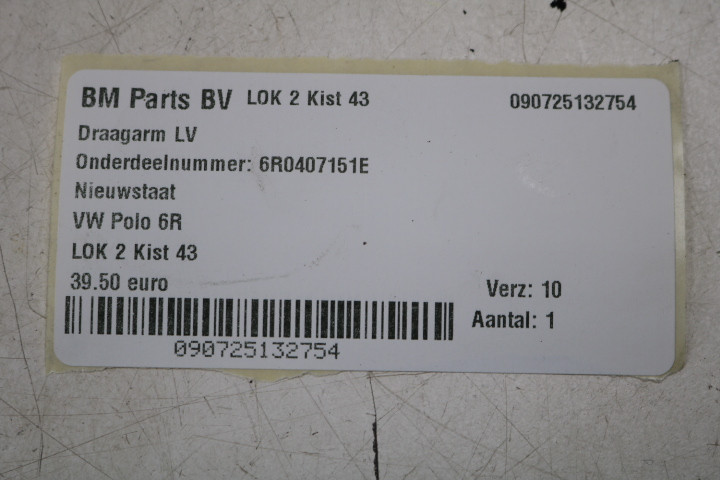 BM Parts BV LOK 2 Kist 43 090725132754
Draagarm LV
Onderdeelnummer: 6R0407151E
Nieuwstaat
VW Polo 6R
LOK 2 Kist 43
39.50 euro
Verz: 10
Aantal: 1
090725132754